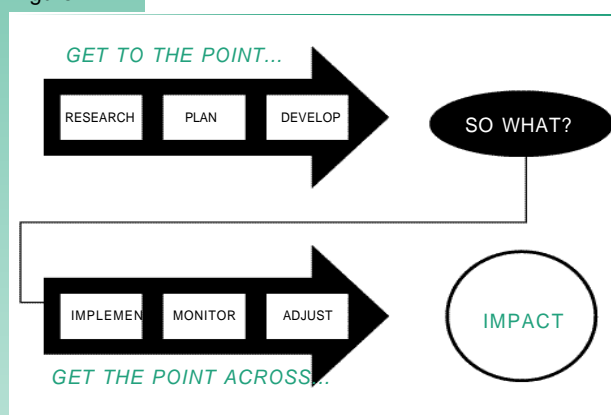 GET TO THE POINT...
RESEARCH
PLAN
DEVELOP
SO WHAT?
IMPLEMEN
MONITOR
ADJUST
IMPACT
GET THE POINT ACROSS...